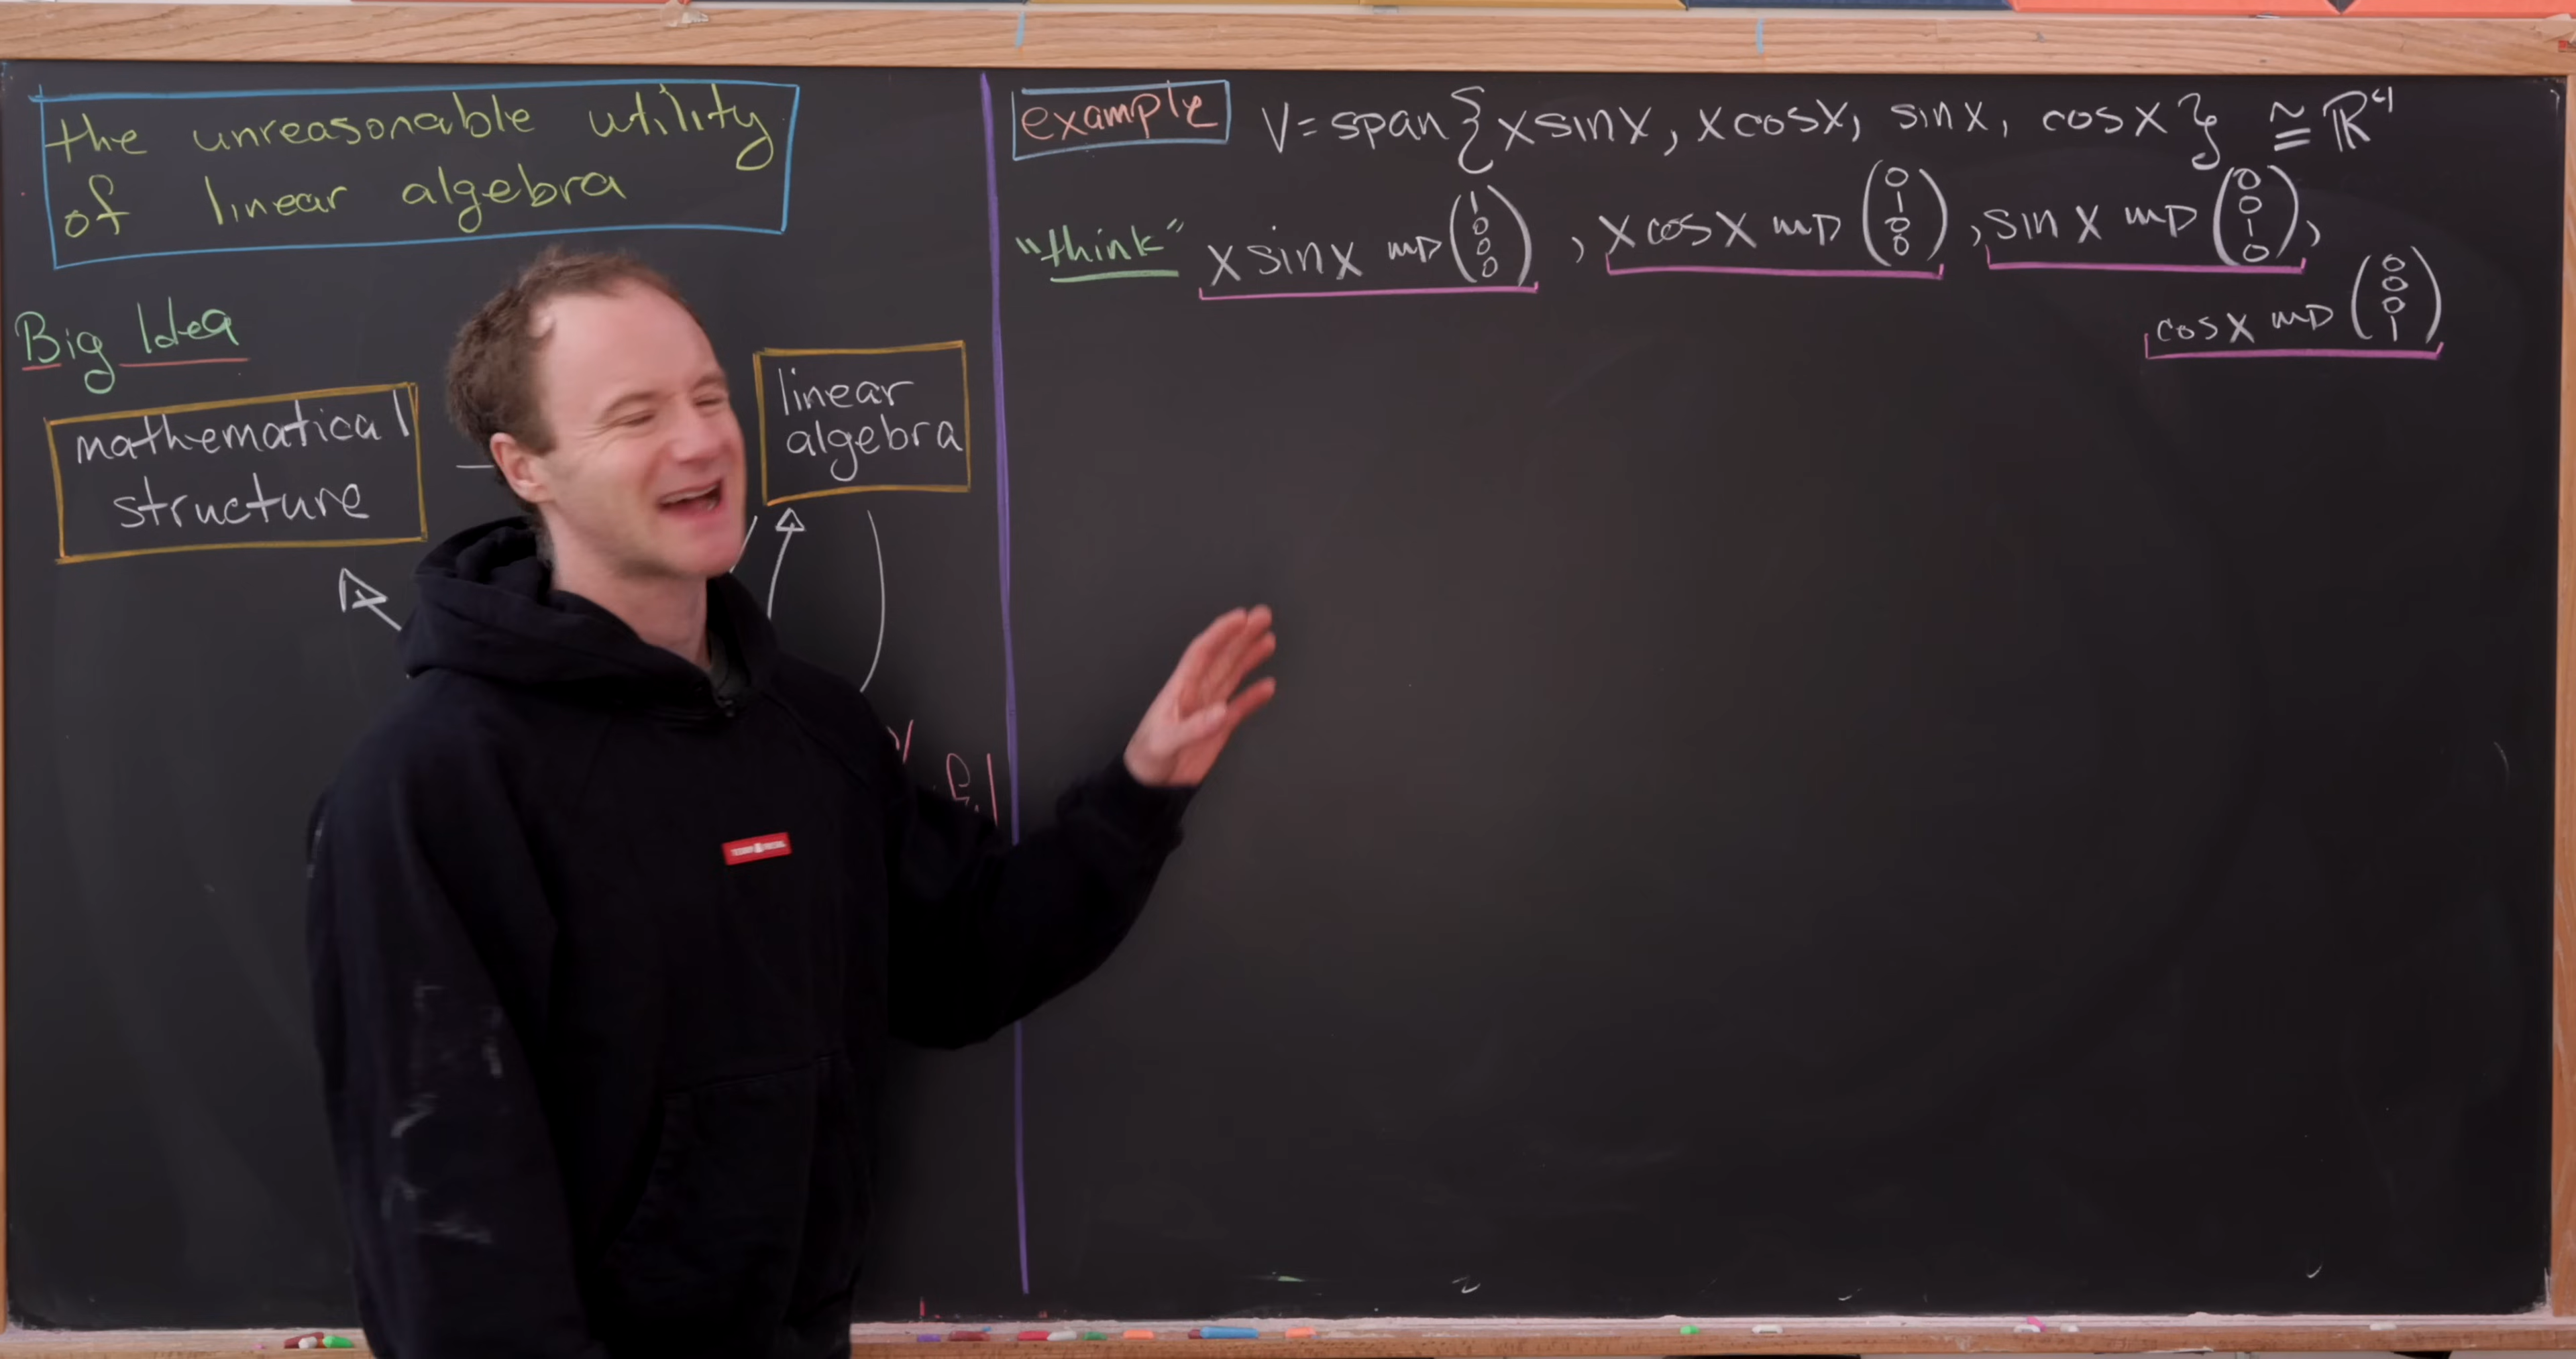 the unreasonable utility
of linear algebra
Big Idea
mathematical
structure
linear
algebra
example V = span { x sin x, x cos x, sin x, cos x } ≅ ℝ⁴
"think" x sin x ⇝ (1 0 0 0), x cos x ⇝ (0 1 0 0), sin x ⇝ (0 0 1 0),
cos x ⇝ (0 0 0 1)